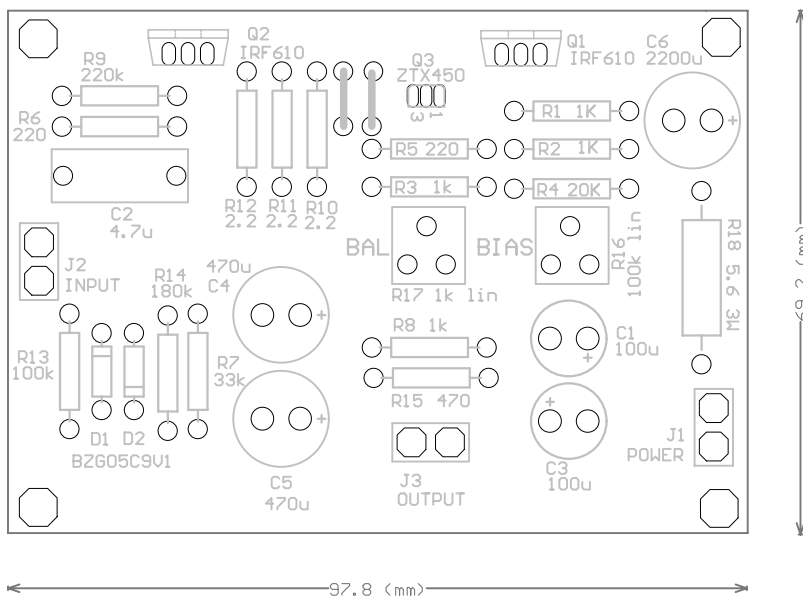 Q2
IRF610
Q3
ZTX450
Q1
IRF610
C6
2200u
+
R9
220k
R6
220
3 1
R1 1K
R5 220
R2 1K
R3 1k
R4 20K
C2
4.7u
R12
2.2
R11
2.2
R10
2.2
BAL
BIAS
R16
100k lin
R18 5.6 3W
69.2 (mm)
J2
INPUT
470u
C4
+
R14
180k
R17 1k lin
R8 1k
C1
100u
+
R13
100k
R7
33k
R15 470
D1
D2
BZG05C9V1
C5
470u
+
J3
OUTPUT
+
C3
100u
J1
POWER
97.8 (mm)